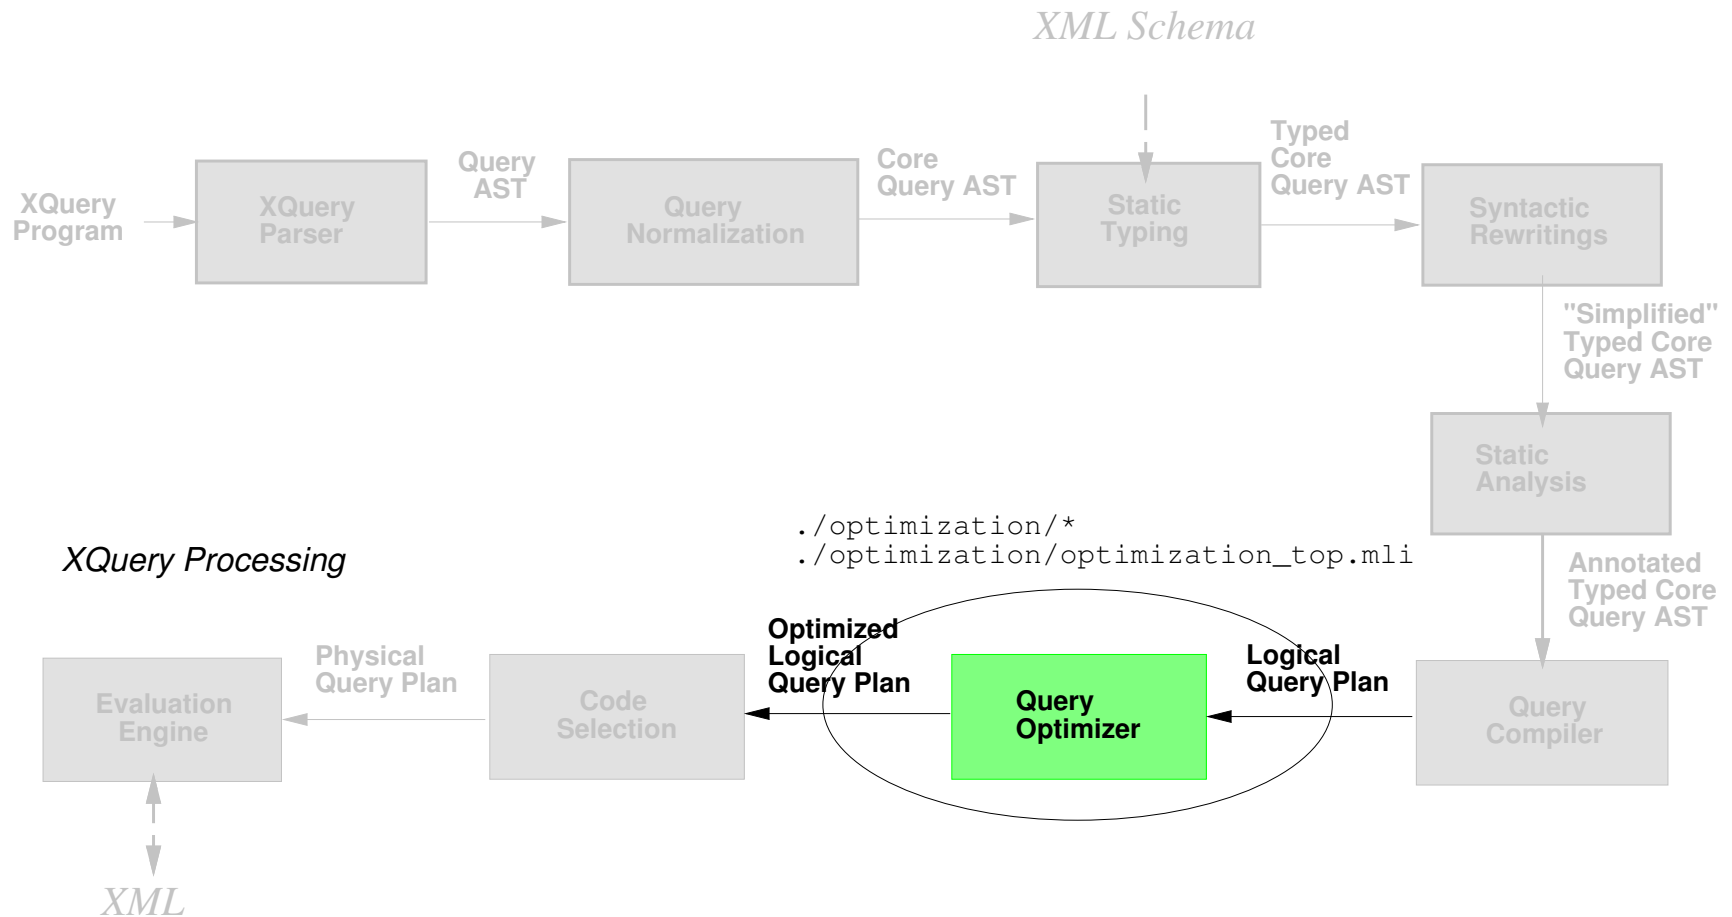 XML Schema
XQuery
Program
XQuery
Parser
Query
AST
Query
Normalization
Core
Query AST
Static
Typing
Typed
Core
Query AST
Syntactic
Rewritings
"Simplified"
Typed Core
Query AST
Static
Analysis
Annotated
Typed Core
Query AST
./optimization/*
./optimization/optimization_top.mli
XQuery Processing
Query
Compiler
Logical
Query Plan
Query
Optimizer
Optimized
Logical
Query Plan
Code
Selection
Physical
Query Plan
Evaluation
Engine
XML